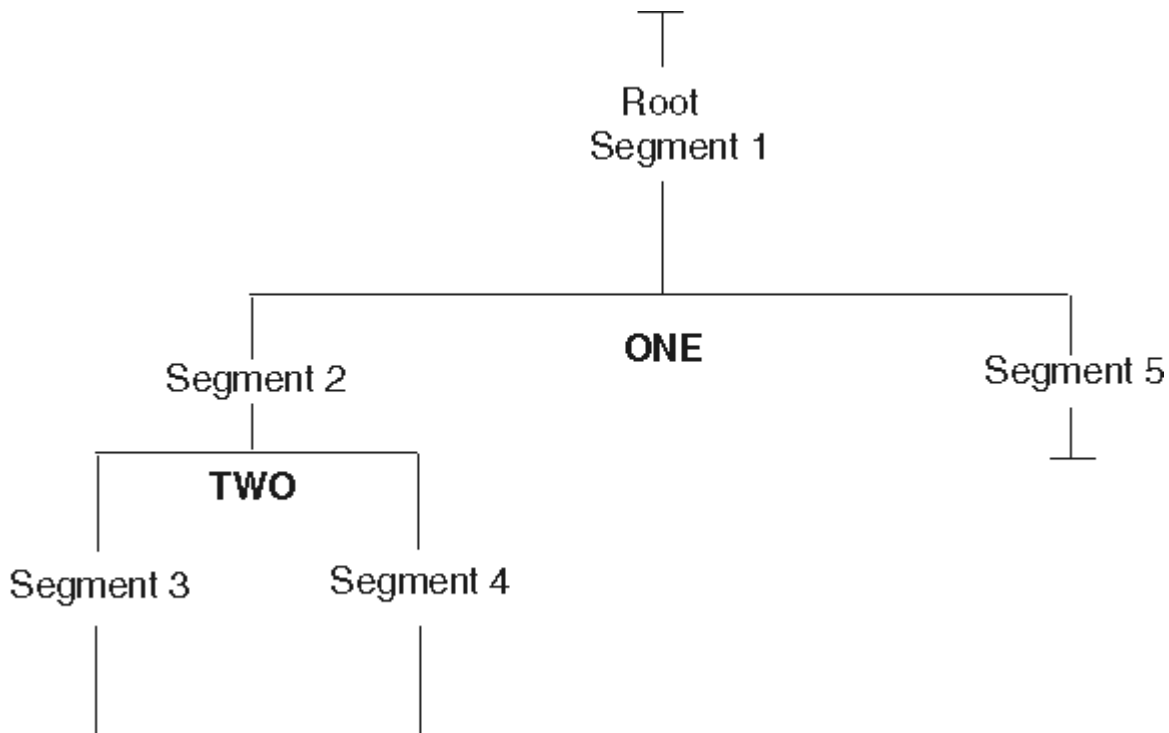 Root
Segment 1
ONE
Segment 2
Segment 5
TWO
Segment 3
Segment 4